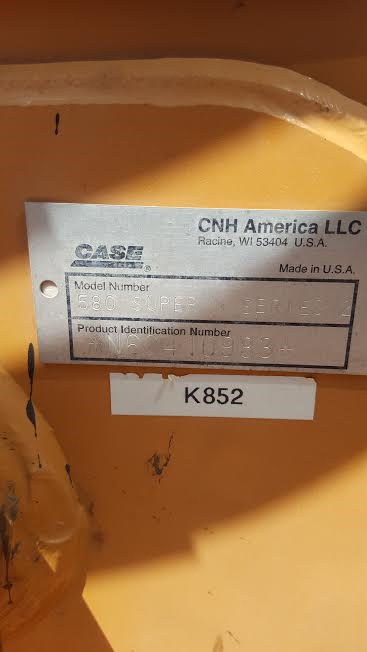 CNH America LLC
Racine, WI 53404 U.S.A.
CASE
®
Made in U.S.A.
Model Number
580 SUPER SERIES 2
Product Identification Number
K852